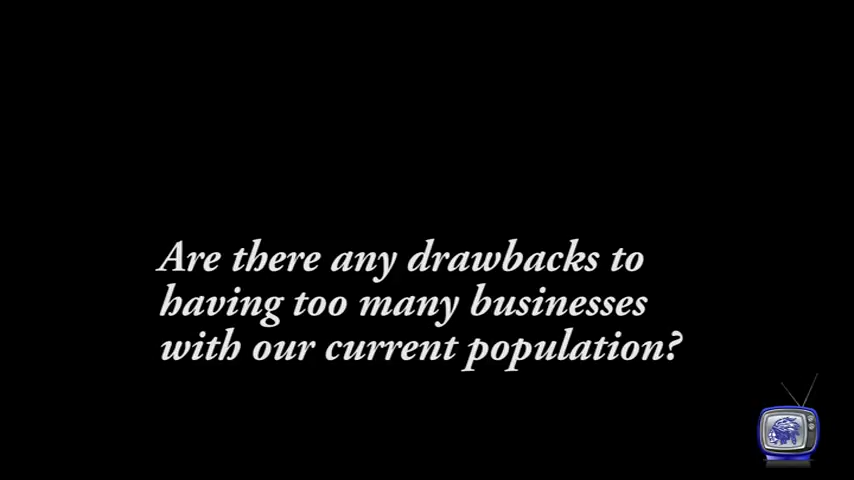 Are there any drawbacks to
having too many businesses
with our current population?